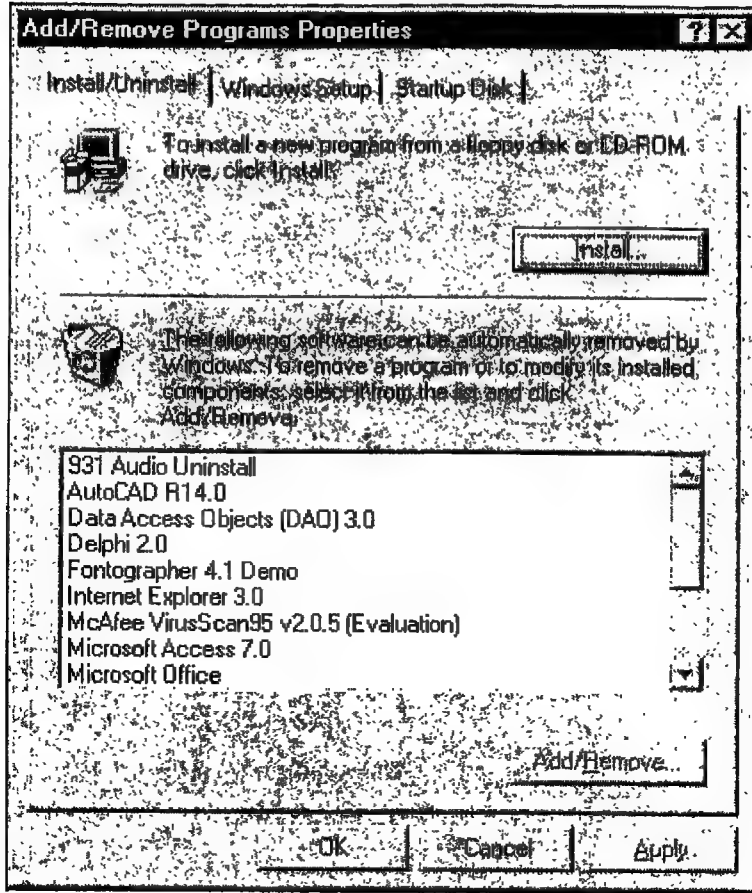 Add/Remove Programs Properties
Install/Uninstall
Windows Setup
Startup Disk
To install a new program from a floppy disk or CD-ROM
drive, click Install.
Install...
The following software can be automatically removed by
Windows. To remove a program or to modify its installed
components, select it from the list and click
Add/Remove.
931 Audio Uninstall
AutoCAD R14.0
Data Access Objects (DAO) 3.0
Delphi 2.0
Fontographer 4.1 Demo
Internet Explorer 3.0
McAfee VirusScan95 v2.0.5 (Evaluation)
Microsoft Access 7.0
Microsoft Office
Add/Remove...
OK
Cancel
Apply